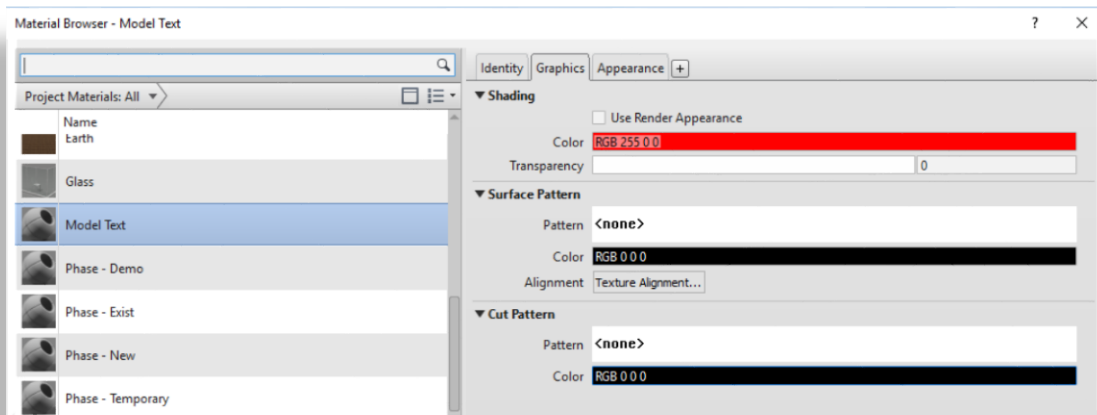 Material Browser - Model Text
?
Project Materials: All
Name
Earth
Glass
Model Text
Phase - Demo
Phase - Exist
Phase - New
Phase - Temporary
Identity Graphics Appearance +
Shading
Use Render Appearance
Color RGB 255 0 0
Transparency 0
Surface Pattern
Pattern <none>
Color RGB 0 0 0
Alignment Texture Alignment...
Cut Pattern
Pattern <none>
Color RGB 0 0 0